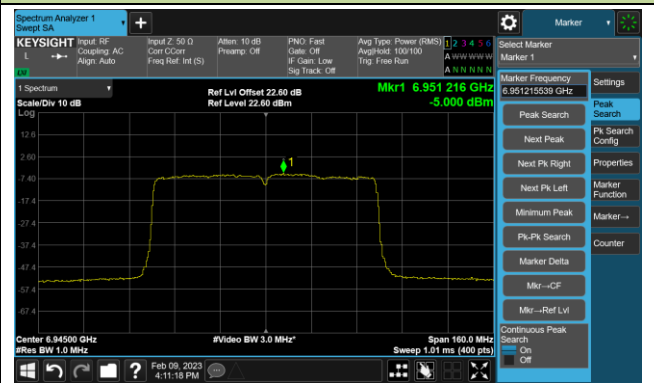 Spectrum Analyzer 1
Swept SA
+
Marker
KEYSIGHT
L
LW
Input: RF
Coupling: AC
Align: Auto
Input Z: 50 Ω
Corr CCorr
Freq Ref: Int (S)
Atten: 10 dB
Preamp: Off
PNO: Fast
Gate: Off
IF Gain: Low
Sig Track: Off
Avg Type: Power (RMS)
Avg|Hold: 100/100
Trig: Free Run
1 2 3 4 5 6
A W W W W W
A N N N N N
Select Marker
Marker 1
1 Spectrum
Scale/Div 10 dB
Log
Ref Lvl Offset 22.60 dB
Ref Level 22.60 dBm
Mkr1 6.951 216 GHz
-5.000 dBm
12.6
2.60
-7.40
-17.4
-27.4
-37.4
-47.4
-57.4
-67.4
1
Center 6.94500 GHz
#Res BW 1.0 MHz
#Video BW 3.0 MHz*
Span 160.0 MHz
Sweep 1.01 ms (400 pts)
Marker Frequency
6.951215539 GHz
Peak Search
Next Peak
Next Pk Right
Next Pk Left
Minimum Peak
Pk-Pk Search
Marker Delta
Mkr→CF
Mkr→Ref Lvl
Continuous Peak
Search
On
Off
Settings
Peak
Search
Pk Search
Config
Properties
Marker
Function
Marker→
Counter
?
Feb 09, 2023
4:11:18 PM